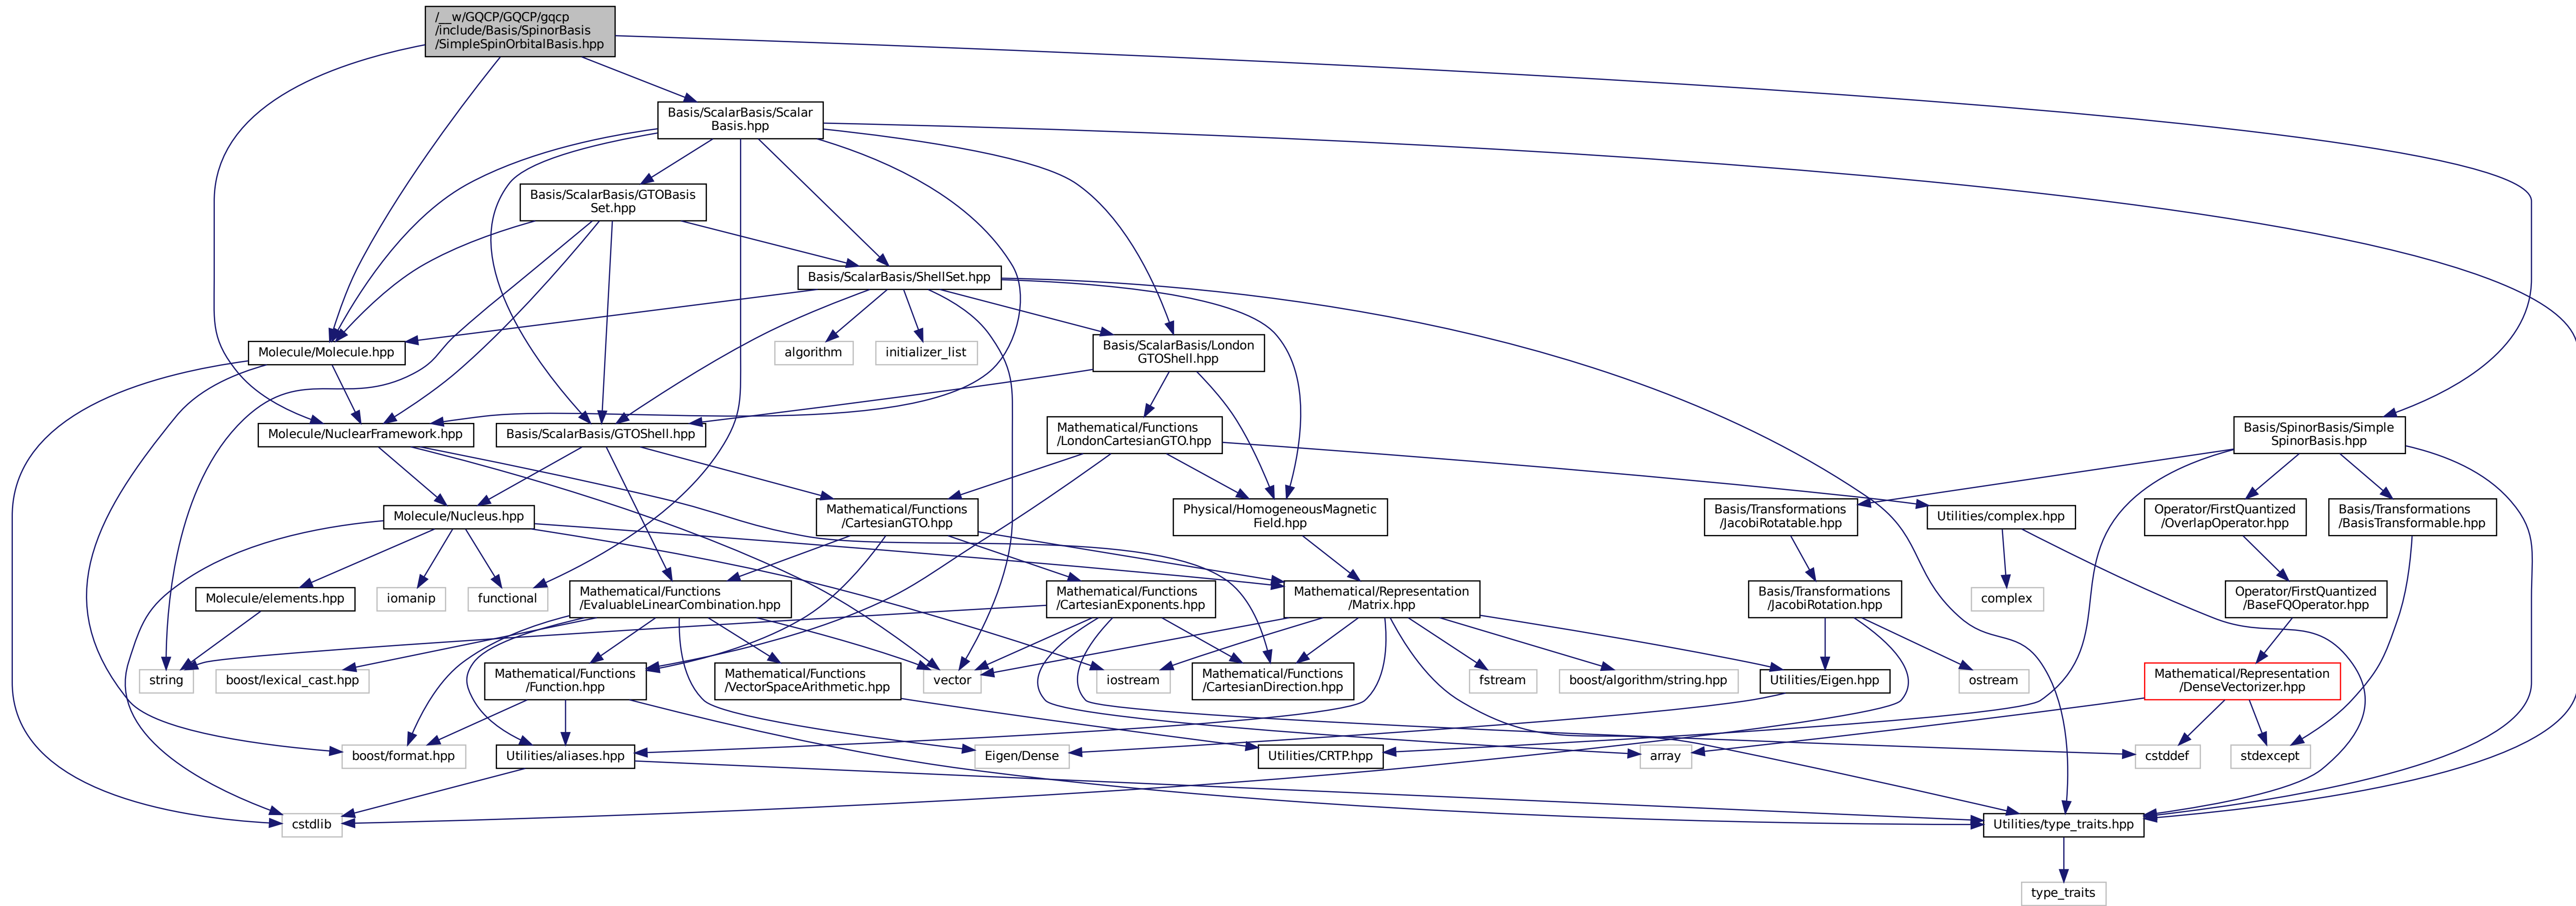 /__w/GQCP/GQCP/gqcp
/include/Basis/SpinorBasis
/SimpleSpinOrbitalBasis.hpp
Basis/ScalarBasis/Scalar
Basis.hpp
Basis/ScalarBasis/GTOBasis
Set.hpp
Basis/ScalarBasis/ShellSet.hpp
Molecule/Molecule.hpp
algorithm
initializer_list
Basis/ScalarBasis/London
GTOShell.hpp
Molecule/NuclearFramework.hpp
Basis/ScalarBasis/GTOShell.hpp
Mathematical/Functions
/LondonCartesianGTO.hpp
Basis/SpinorBasis/Simple
SpinorBasis.hpp
Molecule/Nucleus.hpp
Mathematical/Functions
/CartesianGTO.hpp
Physical/HomogeneousMagnetic
Field.hpp
Basis/Transformations
/JacobiRotatable.hpp
Utilities/complex.hpp
Operator/FirstQuantized
/OverlapOperator.hpp
Basis/Transformations
/BasisTransformable.hpp
Molecule/elements.hpp
iomanip
functional
Mathematical/Functions
/EvaluableLinearCombination.hpp
Mathematical/Functions
/CartesianExponents.hpp
Mathematical/Representation
/Matrix.hpp
Basis/Transformations
/JacobiRotation.hpp
complex
Operator/FirstQuantized
/BaseFQOperator.hpp
string
boost/lexical_cast.hpp
Mathematical/Functions
/Function.hpp
Mathematical/Functions
/VectorSpaceArithmetic.hpp
vector
iostream
Mathematical/Functions
/CartesianDirection.hpp
fstream
boost/algorithm/string.hpp
Utilities/Eigen.hpp
ostream
Mathematical/Representation
/DenseVectorizer.hpp
boost/format.hpp
Utilities/aliases.hpp
Eigen/Dense
Utilities/CRTP.hpp
array
cstddef
stdexcept
cstdlib
Utilities/type_traits.hpp
type_traits